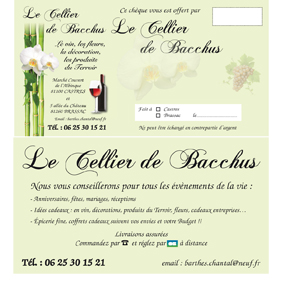 Le Cellier
de Bacchus
Le vin, les fleurs,
la décoration,
les produits
du Terroir
Marché Couvert
de l'Albinque
81100 CASTRES
et
3 allée du Château
81260 BRASSAC
Email : barthes.chantal@neuf.fr
Tél. : 06 25 30 15 21
Ce chèque vous est offert par
Le Cellier
de Bacchus
Fait à
Castres
Brassac
le
Ne peut être échangé en contrepartie d'argent
Le Cellier de Bacchus
Nous vous conseillerons pour tous les événements de la vie :
- Anniversaires, fêtes, mariages, réceptions
- Idées cadeaux : en vin, décorations, produits du Terroir, fleurs, cadeaux entreprises…
- Epicerie fine, coffrets cadeaux suivant vos envies et votre Budget !!
Livraisons assurées
Commandez par ☎ et réglez par à distance
Tél. : 06 25 30 15 21
email : barthes.chantal@neuf.fr